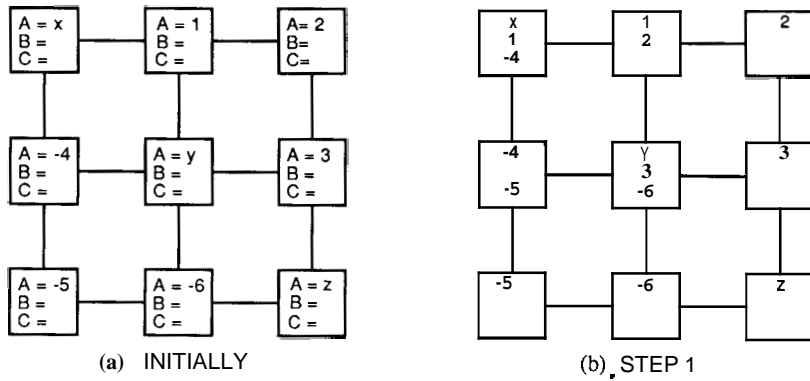 A = x
B =
C =
A = 1
B =
C =
A= 2
B=
C=
A = -4
B =
C =
A = y
B =
C =
A = 3
B =
C =
A = -5
B =
C =
A = -6
B =
C =
A = z
B =
C =
(a) INITIALLY
x
1
-4
1
2
2
-4
-5
Y
3
-6
3
-5
-6
z
(b) STEP 1